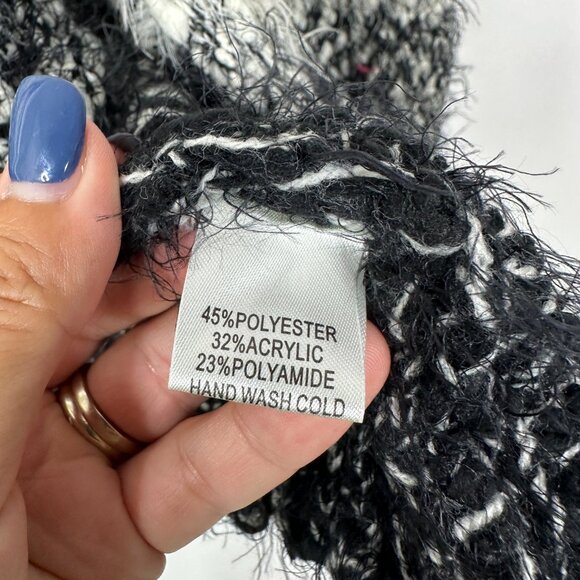 45%POLYESTER
32%ACRYLIC
23%POLYAMIDE
HAND WASH COLD